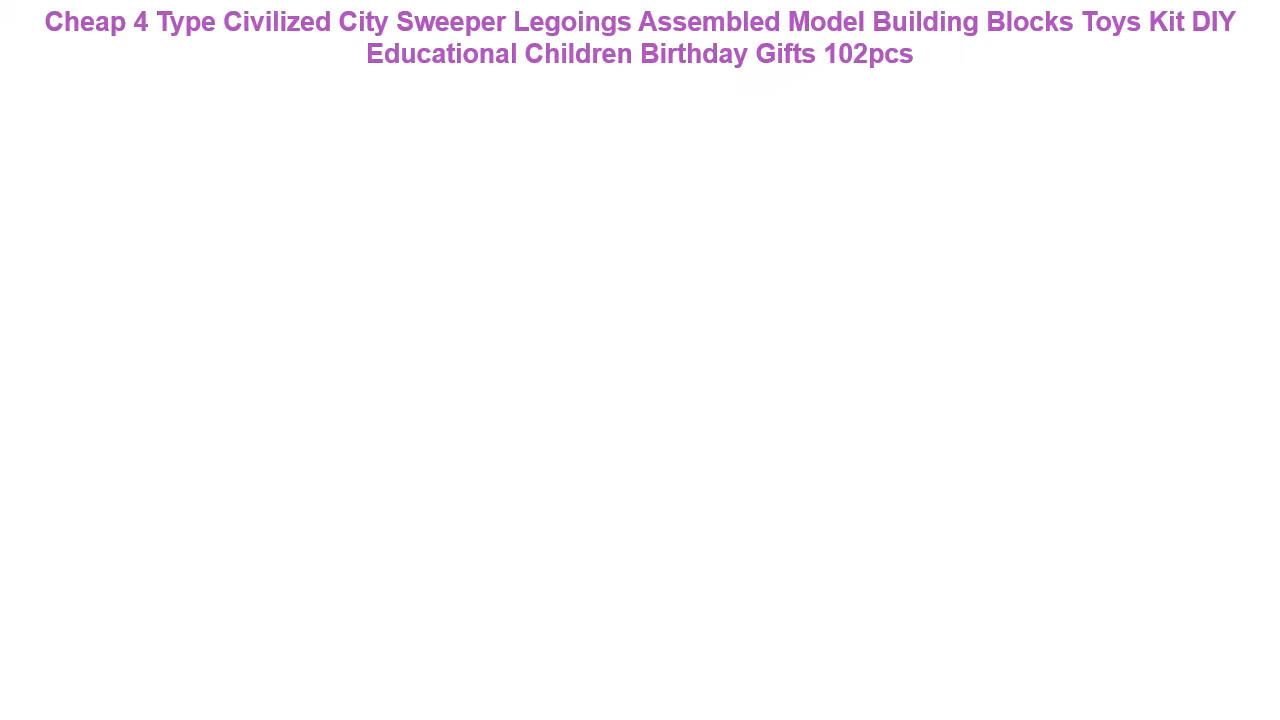 Cheap 4 Type Civilized City Sweeper Legoings Assembled Model Building Blocks Toys Kit DIY
Educational Children Birthday Gifts 102pcs